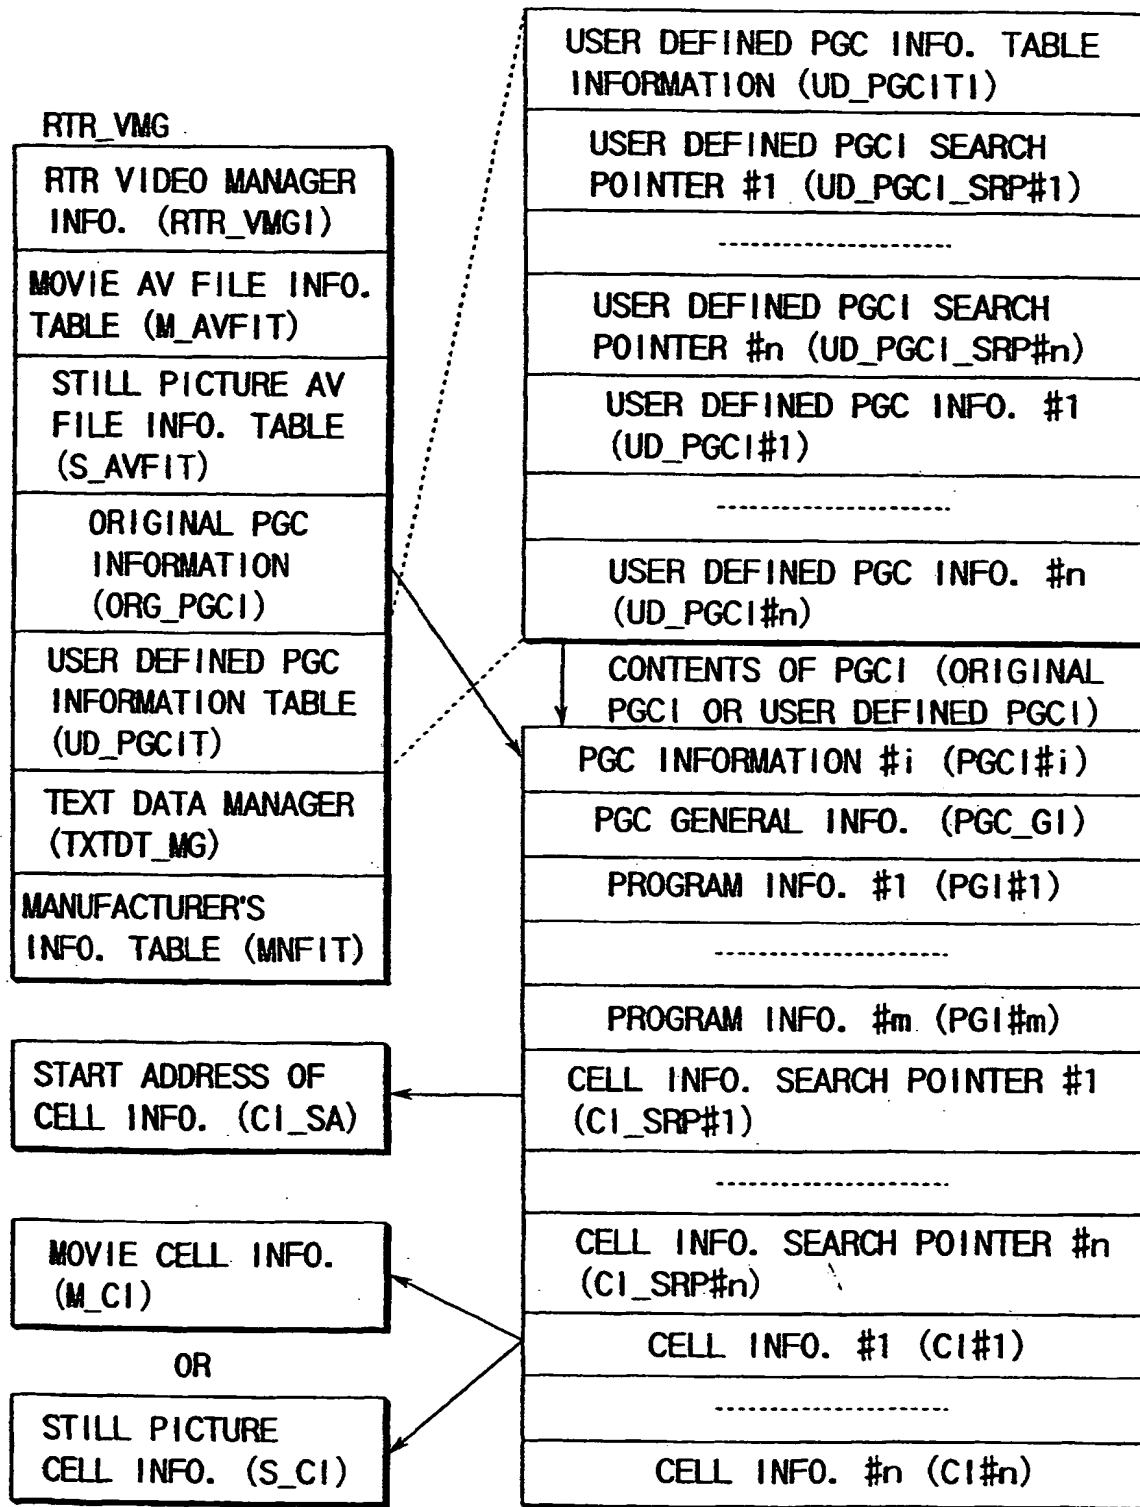 RTR_VMG
RTR VIDEO MANAGER
INFO. (RTR_VMGI)
MOVIE AV FILE INFO.
TABLE (M_AVFIT)
STILL PICTURE AV
FILE INFO. TABLE
(S_AVFIT)
ORIGINAL PGC
INFORMATION
(ORG_PGCI)
USER DEFINED PGC
INFORMATION TABLE
(UD_PGCIT)
TEXT DATA MANAGER
(TXTDT_MG)
MANUFACTURER'S
INFO. TABLE (MNFIT)
START ADDRESS OF
CELL INFO. (CI_SA)
MOVIE CELL INFO.
(M_CI)
OR
STILL PICTURE
CELL INFO. (S_CI)
USER DEFINED PGC INFO. TABLE
INFORMATION (UD_PGCITI)
USER DEFINED PGCI SEARCH
POINTER #1 (UD_PGCI_SRP#1)
USER DEFINED PGCI SEARCH
POINTER #n (UD_PGCI_SRP#n)
USER DEFINED PGC INFO. #1
(UD_PGCI#1)
USER DEFINED PGC INFO. #n
(UD_PGCI#n)
CONTENTS OF PGCI (ORIGINAL
PGCI OR USER DEFINED PGCI)
PGC INFORMATION #i (PGCI#i)
PGC GENERAL INFO. (PGC_GI)
PROGRAM INFO. #1 (PGI#1)
PROGRAM INFO. #m (PGI#m)
CELL INFO. SEARCH POINTER #1
(CI_SRP#1)
CELL INFO. SEARCH POINTER #n
(CI_SRP#n)
CELL INFO. #1 (CI#1)
CELL INFO. #n (CI#n)